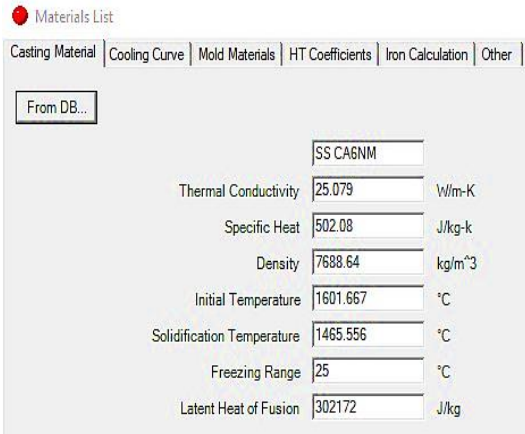 Materials List
Casting Material Cooling Curve Mold Materials HT Coefficients Iron Calculation Other
From DB...
SS CA6NM
Thermal Conductivity 25.079 W/m-K
Specific Heat 502.08 J/kg-k
Density 7688.64 kg/m^3
Initial Temperature 1601.667 °C
Solidification Temperature 1465.556 °C
Freezing Range 25 °C
Latent Heat of Fusion 302172 J/kg